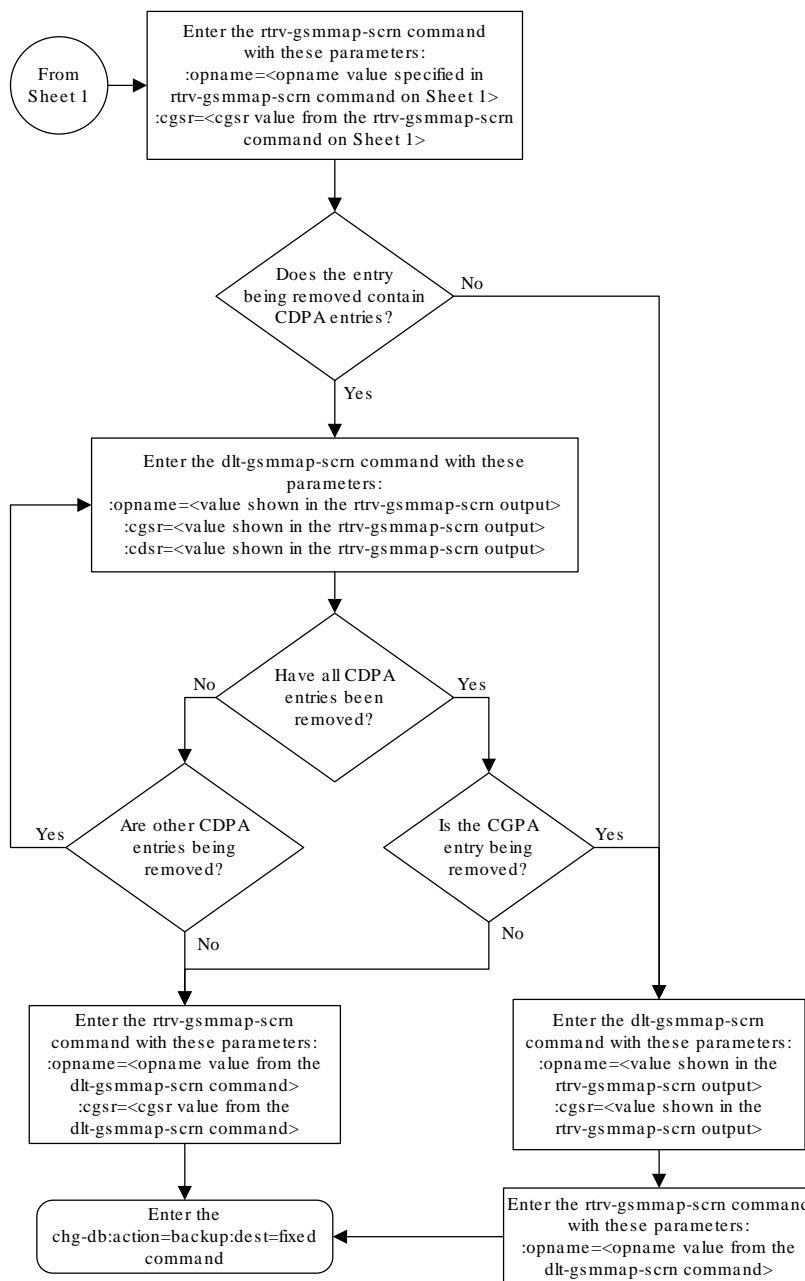 From
Sheet 1
Enter the rtrv-gsmmap-scrn command
with these parameters:
:opname=<opname value specified in
rtrv-gsmmap-scrn command on Sheet 1>
:cgsr=<cgsr value from the rtrv-gsmmap-scrn
command on Sheet 1>
Does the entry
being removed contain
CDPA entries?
No
Yes
Enter the dlt-gsmmap-scrn command with these
parameters:
:opname=<value shown in the rtrv-gsmmap-scrn output>
:cgsr=<value shown in the rtrv-gsmmap-scrn output>
:cdsr=<value shown in the rtrv-gsmmap-scrn output>
Have all CDPA
entries been
removed?
No
Yes
Are other CDPA
entries being
removed?
Yes
No
Is the CGPA
entry being
removed?
Yes
No
Enter the rtrv-gsmmap-scrn
command with these parameters:
:opname=<opname value from the
dlt-gsmmap-scrn command>
:cgsr=<cgsr value from the
dlt-gsmmap-scrn command>
Enter the dlt-gsmmap-scrn
command with these parameters:
:opname=<value shown in the
rtrv-gsmmap-scrn output>
:cgsr=<value shown in the
rtrv-gsmmap-scrn output>
Enter the
chg-db:action=backup:dest=fixed
command
Enter the rtrv-gsmmap-scrn command
with these parameters:
:opname=<opname value from the
dlt-gsmmap-scrn command>